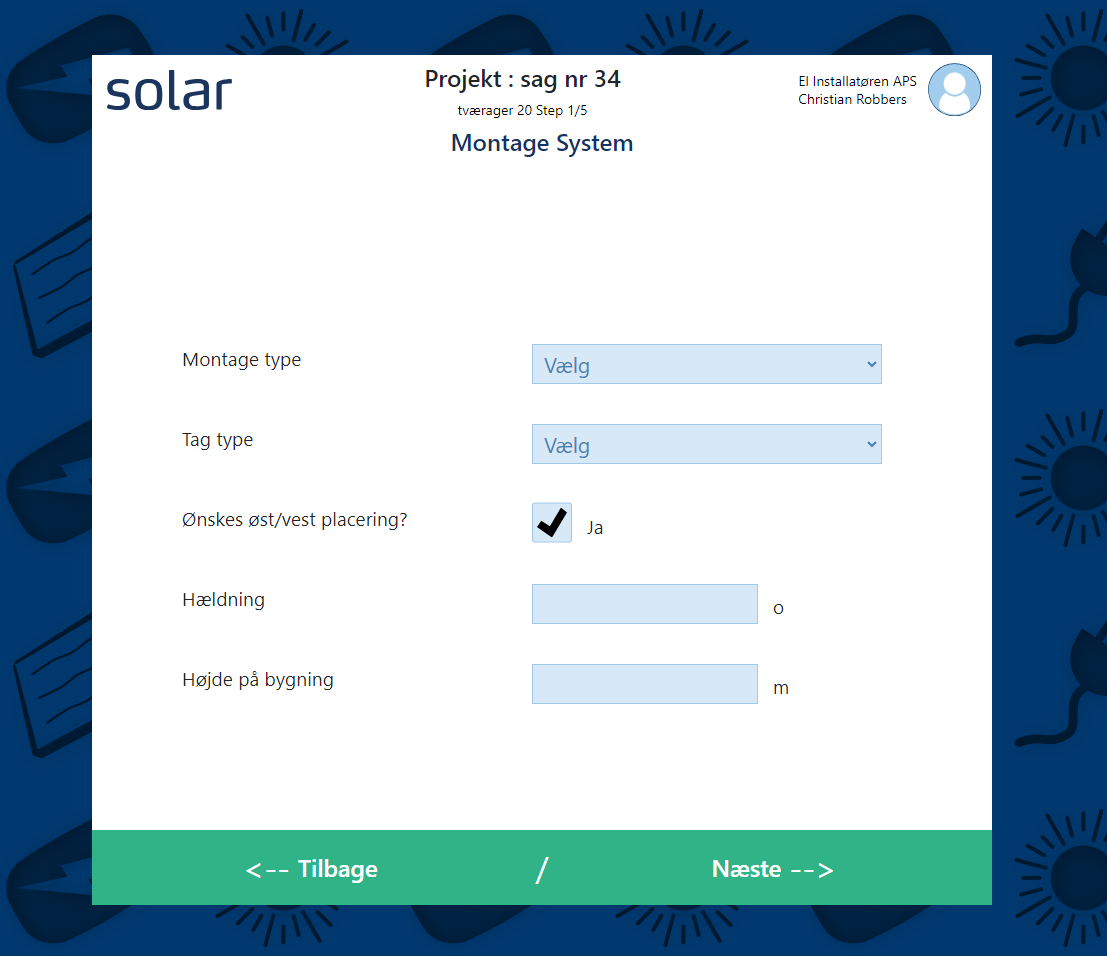 solar
Projekt : sag nr 34
tværager 20 Step 1/5
Montage System
El Installatøren APS
Christian Robbers
Montage type
Vælg
Tag type
Vælg
Ønskes øst/vest placering?
Ja
Hældning
o
Højde på bygning
m
<-- Tilbage
/
Næste -->